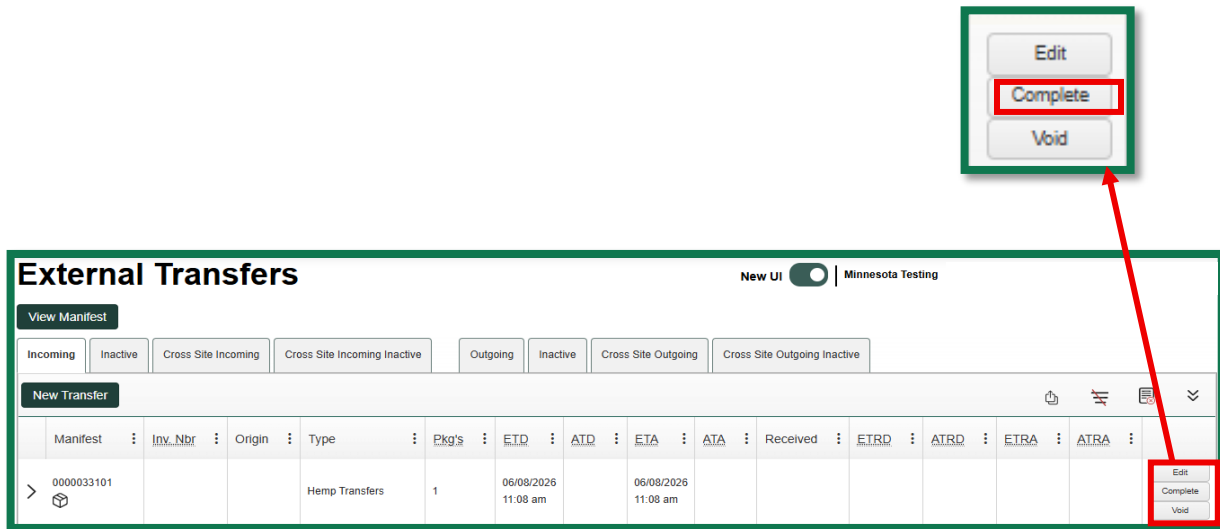 Edit
Complete
Void
External Transfers
New UI
Minnesota Testing
View Manifest
Incoming
Inactive
Cross Site Incoming
Cross Site Incoming Inactive
Outgoing
Inactive
Cross Site Outgoing
Cross Site Outgoing Inactive
New Transfer
Manifest
Inv. Nbr
Origin
Type
Pkg's
ETD
ATD
ETA
ATA
Received
ETRD
ATRD
ETRA
ATRA
0000033101
Hemp Transfers
1
06/08/2026
11:08 am
06/08/2026
11:08 am
Edit
Complete
Void